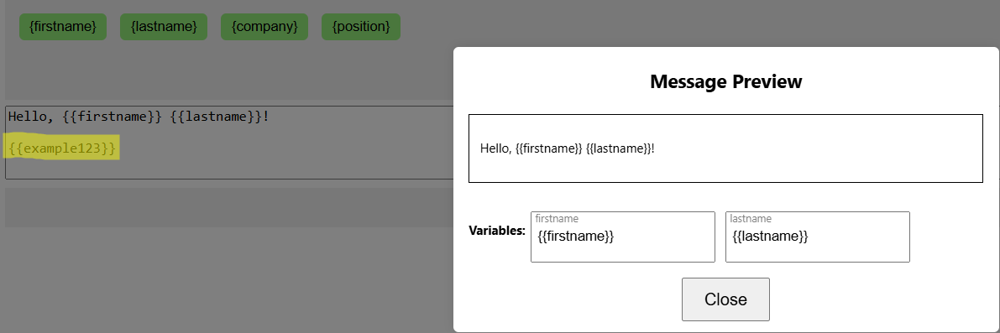 {firstname} {lastname} {company} {position}
Hello, {{firstname}} {{lastname}}!
{{example123}}
Message Preview
Hello, {{firstname}} {{lastname}}!
Variables:
firstname
{{firstname}}
lastname
{{lastname}}
Close